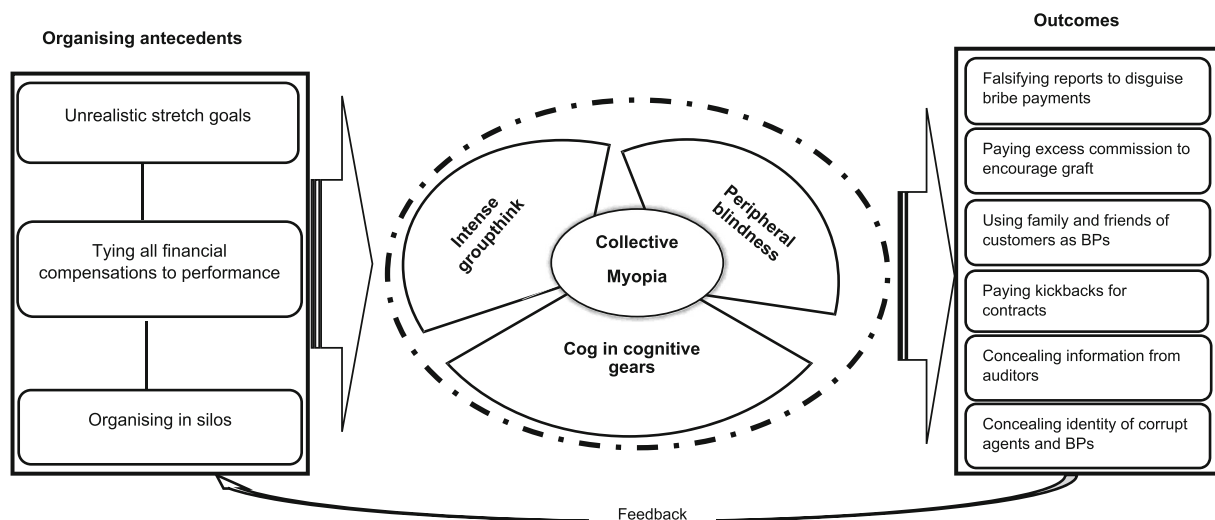 Organising antecedents
Unrealistic stretch goals
Tying all financial
compensations to performance
Organising in silos
Intense
groupthink
Peripheral
blindness
Collective
Myopia
Cog in cognitive
gears
Outcomes
Falsifying reports to disguise
bribe payments
Paying excess commission to
encourage graft
Using family and friends of
customers as BPs
Paying kickbacks for
contracts
Concealing information from
auditors
Concealing identity of corrupt
agents and BPs
Feedback